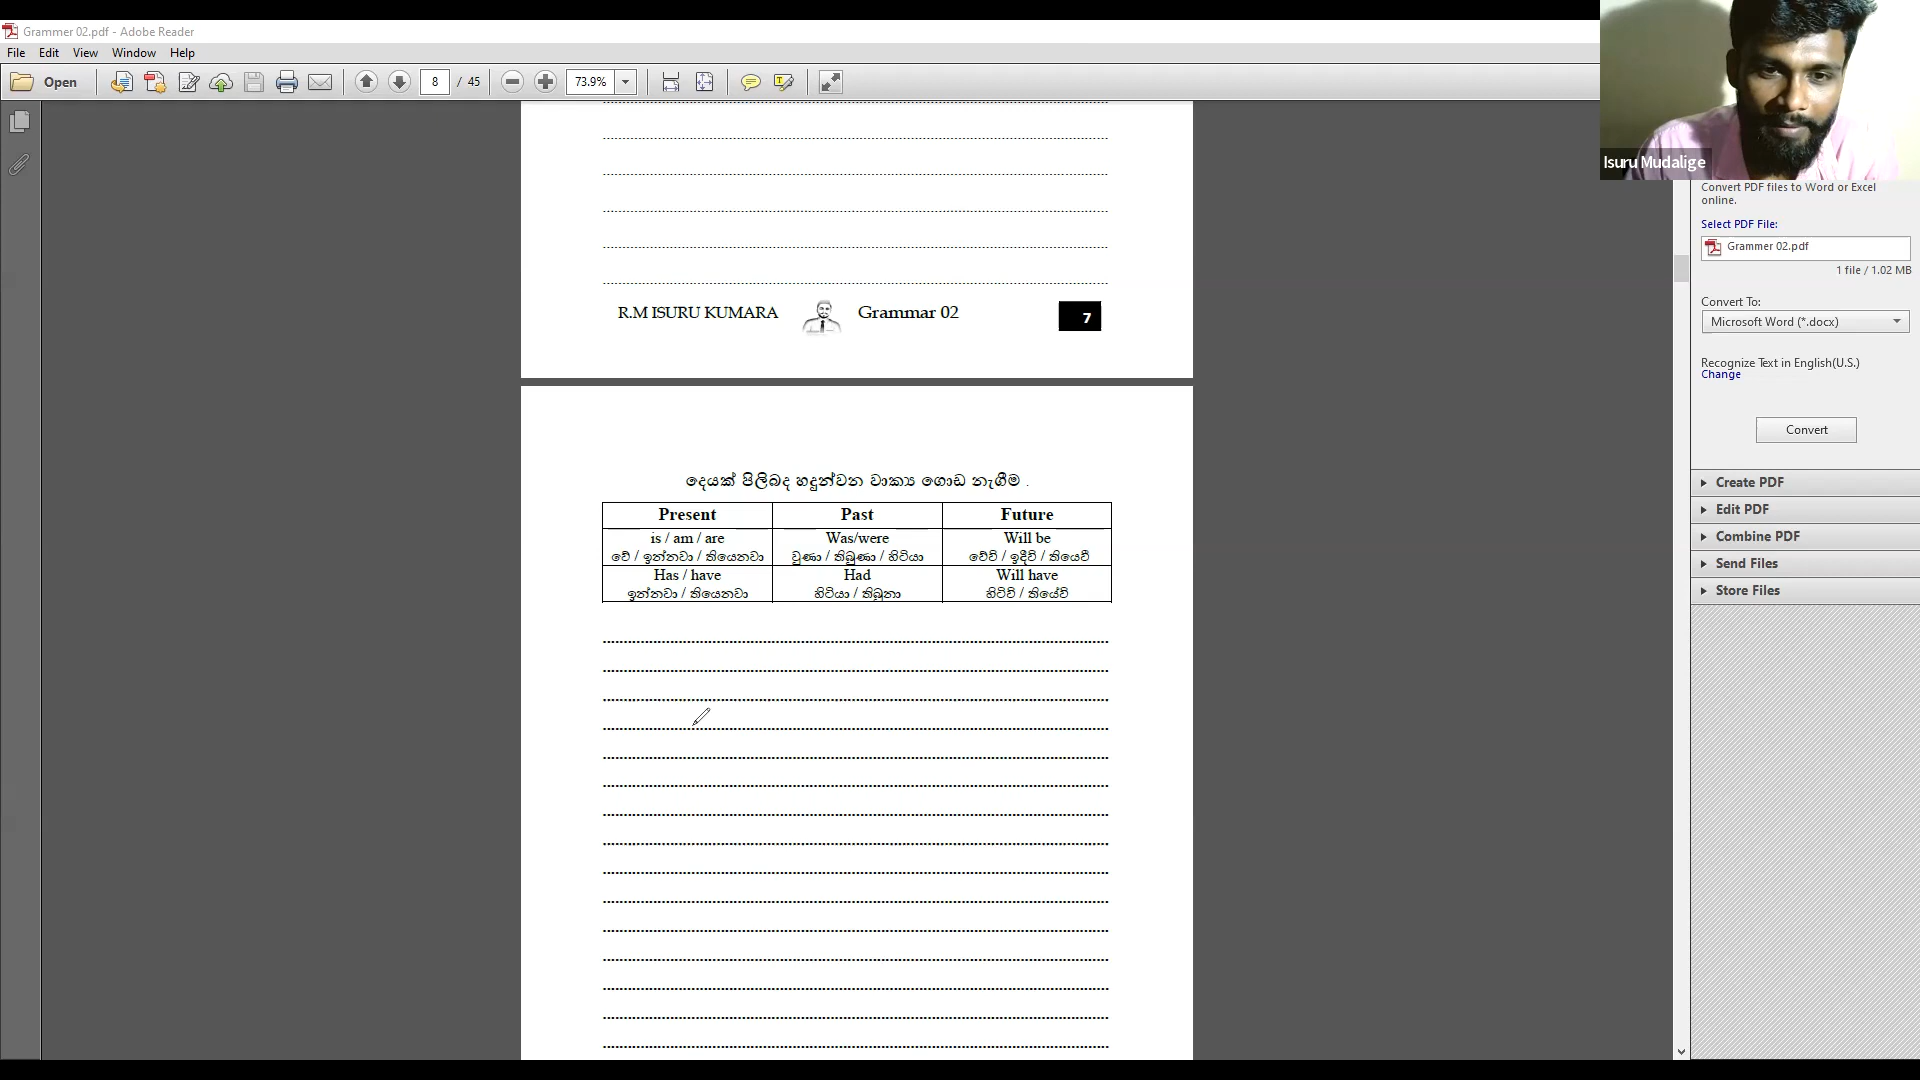 Grammer 02.pdf - Adobe Reader
File Edit View Window Help
Open 8 / 45 73.9%
Isuru Mudalige
Convert PDF files to Word or Excel
online.
Select PDF File:
Grammer 02.pdf
1 file / 1.02 MB
Convert To:
Microsoft Word (*.docx)
Recognize Text in English(U.S.)
Change
Convert
Create PDF
Edit PDF
Combine PDF
Send Files
Store Files
R.M ISURU KUMARA Grammar 02 7
දෙයක් පිලිබද හදුන්වන වාක්‍ය ගොඩ නැගීම .
Present Past Future
is / am / are Was/were Will be
වේ / ඉන්නවා / තියෙනවා වුණා / තිබුණා / හිටියා වේවි / ඉදීවි / තියෙවී
Has / have Had Will have
ඉන්නවා / තියෙනවා හිටියා / තිබුනා හිටිවි / තියේවි